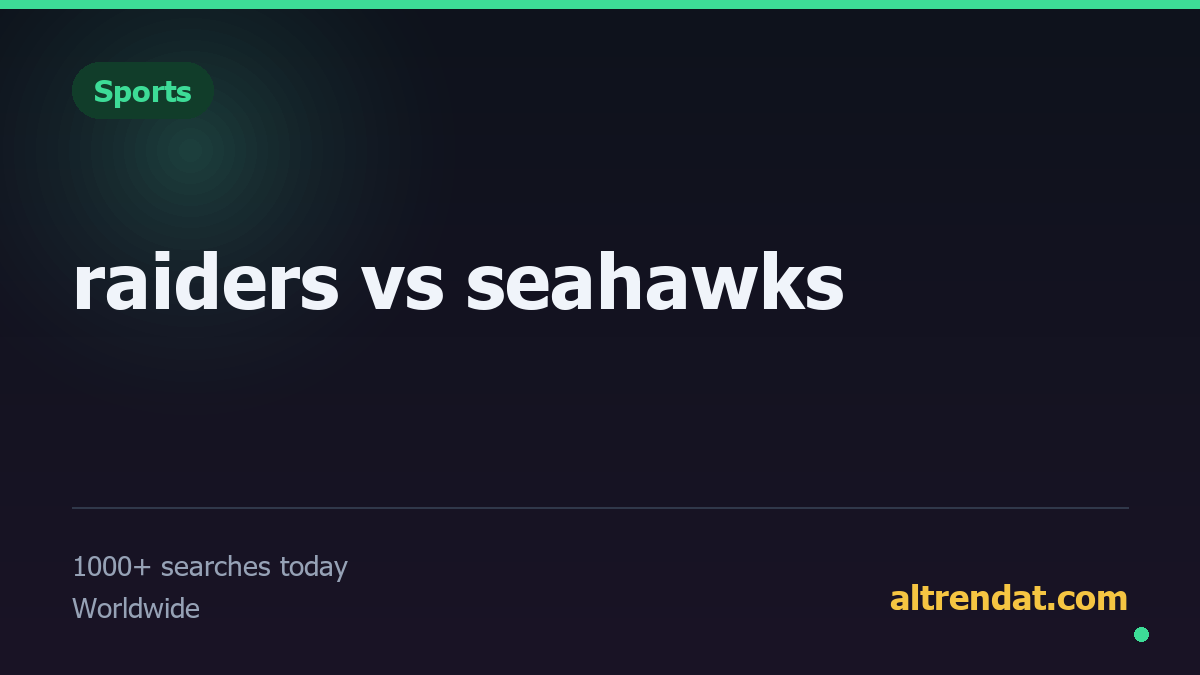 Sports
raiders vs seahawks
1000+ searches today
Worldwide
altrendat.com